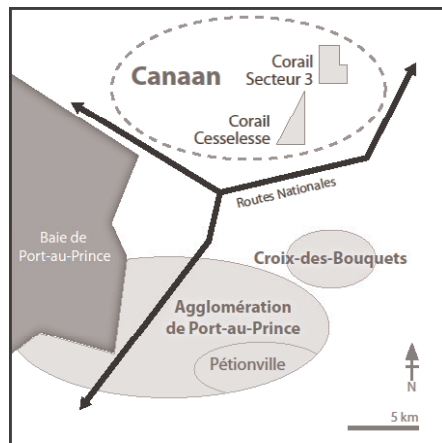 Canaan
Corail
Secteur 3
Corail
Cesselesse
Routes Nationales
Baie de
Port-au-Prince
Croix-des-Bouquets
Agglomération
de Port-au-Prince
Pétionville
N
5 km